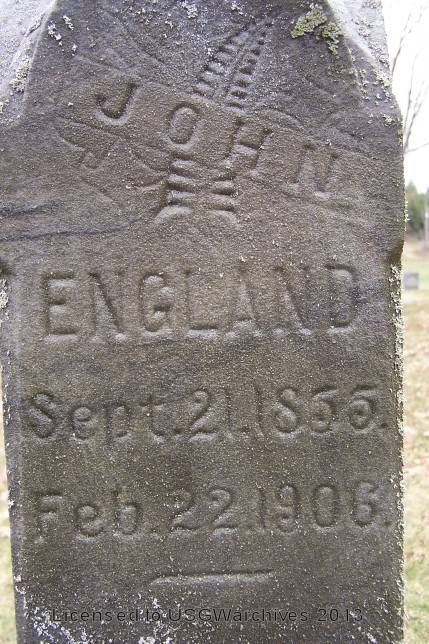 JOHN
ENGLAND
Sept. 21. 1855.
Feb. 22. 1906.
Licensed to USGWarchives 2013